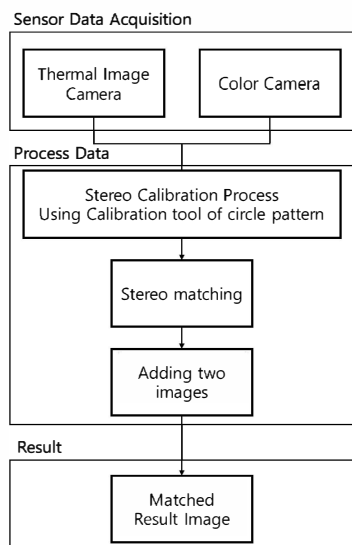 Sensor Data Acquisition
Thermal Image
Camera
Color Camera
Process Data
Stereo Calibration Process
Using Calibration tool of circle pattern
Stereo matching
Adding two
images
Result
Matched
Result Image